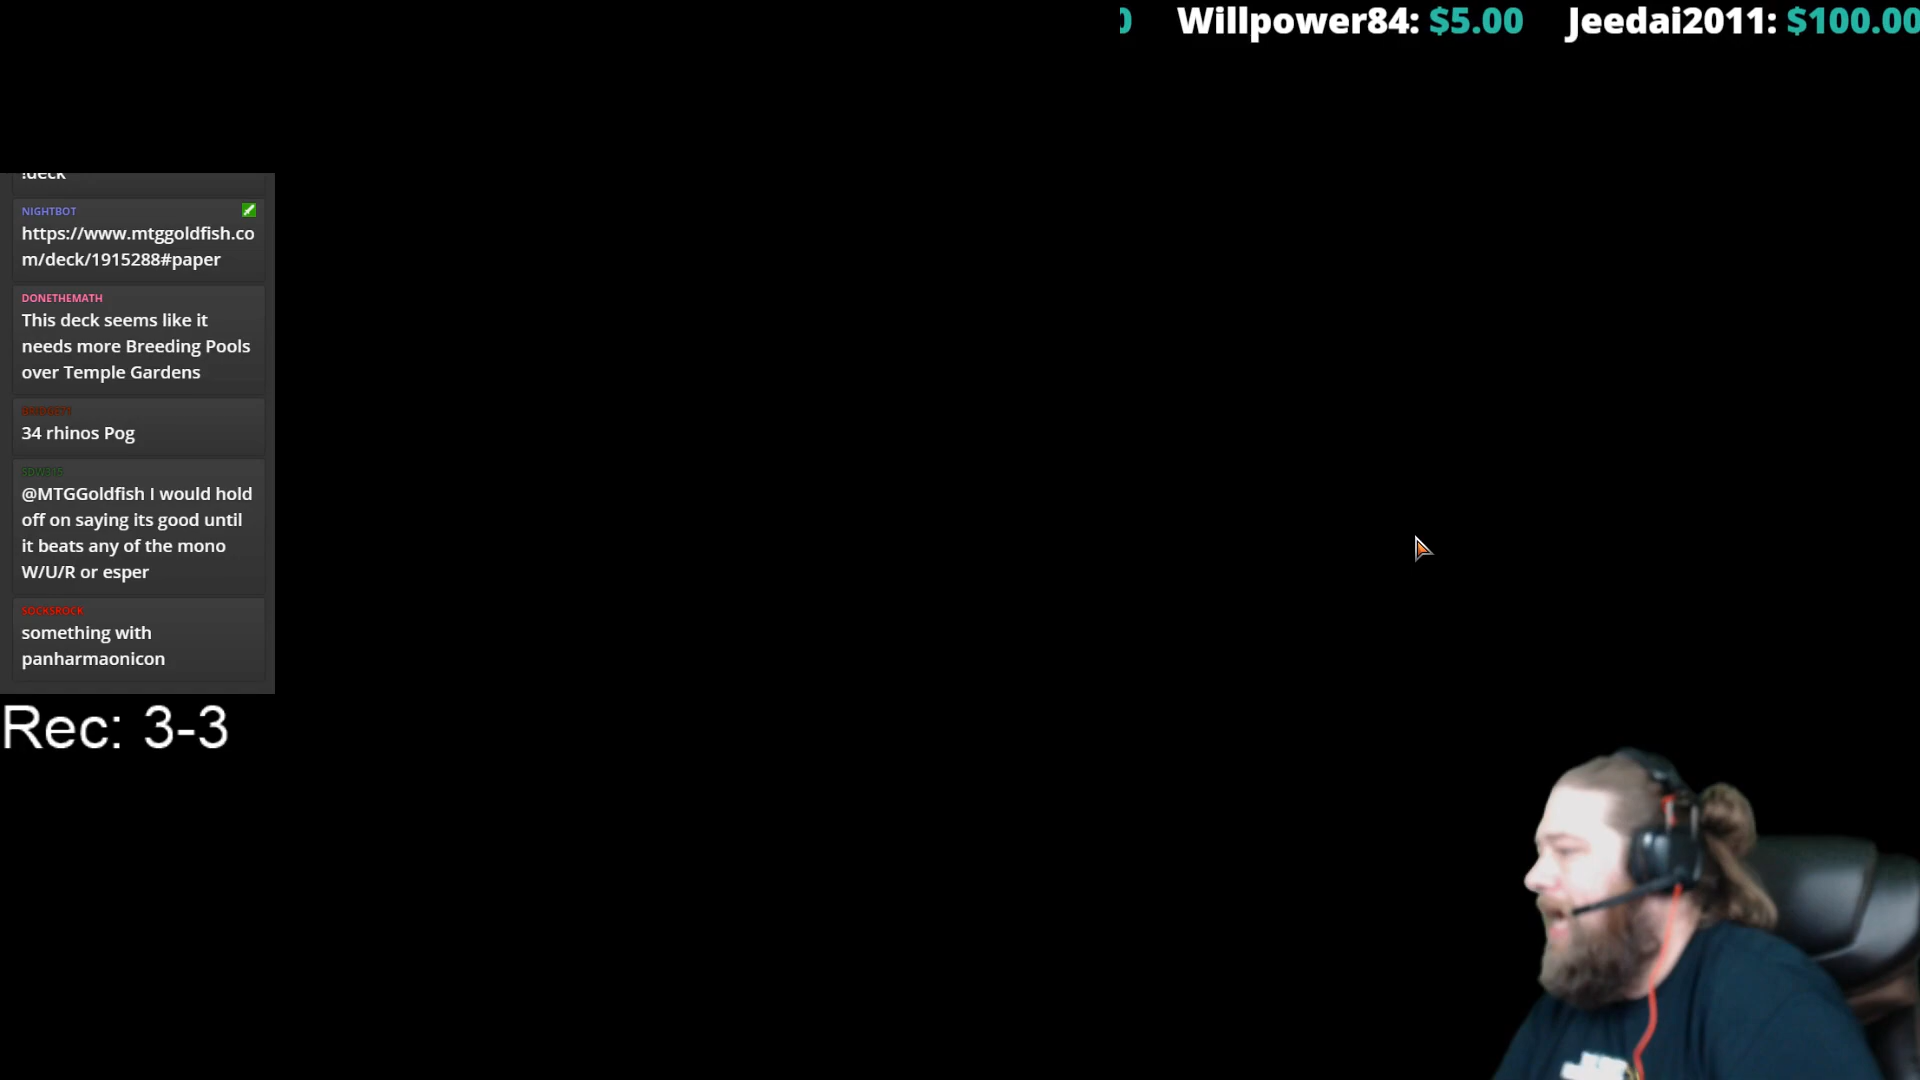 Willpower84: $5.00 Jeedai2011: $100.00
!deck
NIGHTBOT
https://www.mtggoldfish.co
m/deck/1915288#paper
DONETHEMATH
This deck seems like it
needs more Breeding Pools
over Temple Gardens
34 rhinos Pog
@MTGGoldfish I would hold
off on saying its good until
it beats any of the mono
W/U/R or esper
SOCKSROCK
something with
panharmaonicon
Rec: 3-3